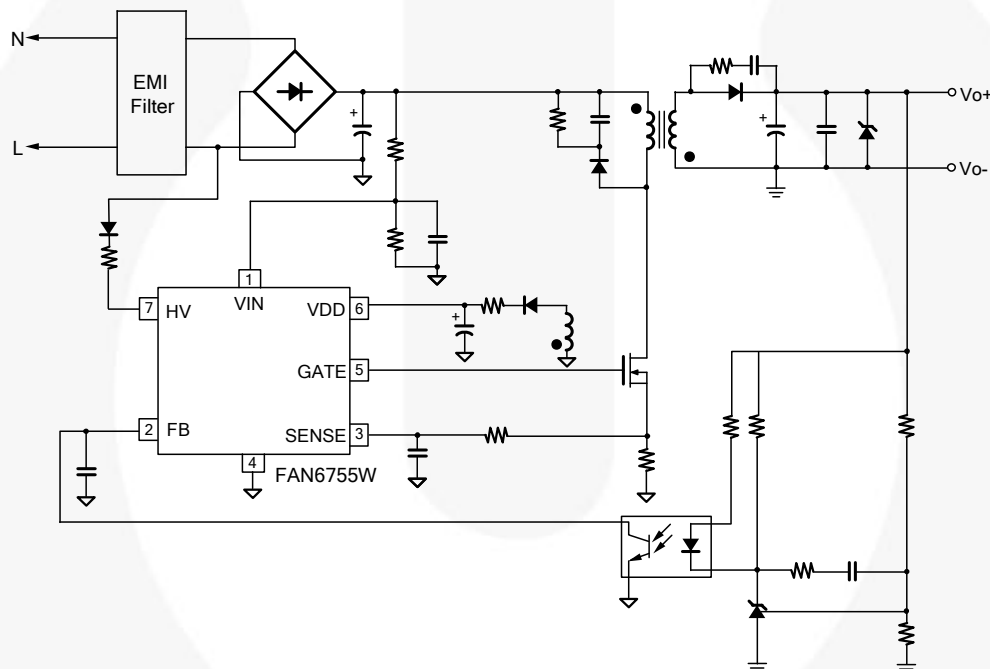 N
EMI
Filter
L
+
Vo+
+
Vo-
1
VIN
7 HV
VDD 6
+
GATE 5
2 FB
SENSE 3
4
FAN6755W